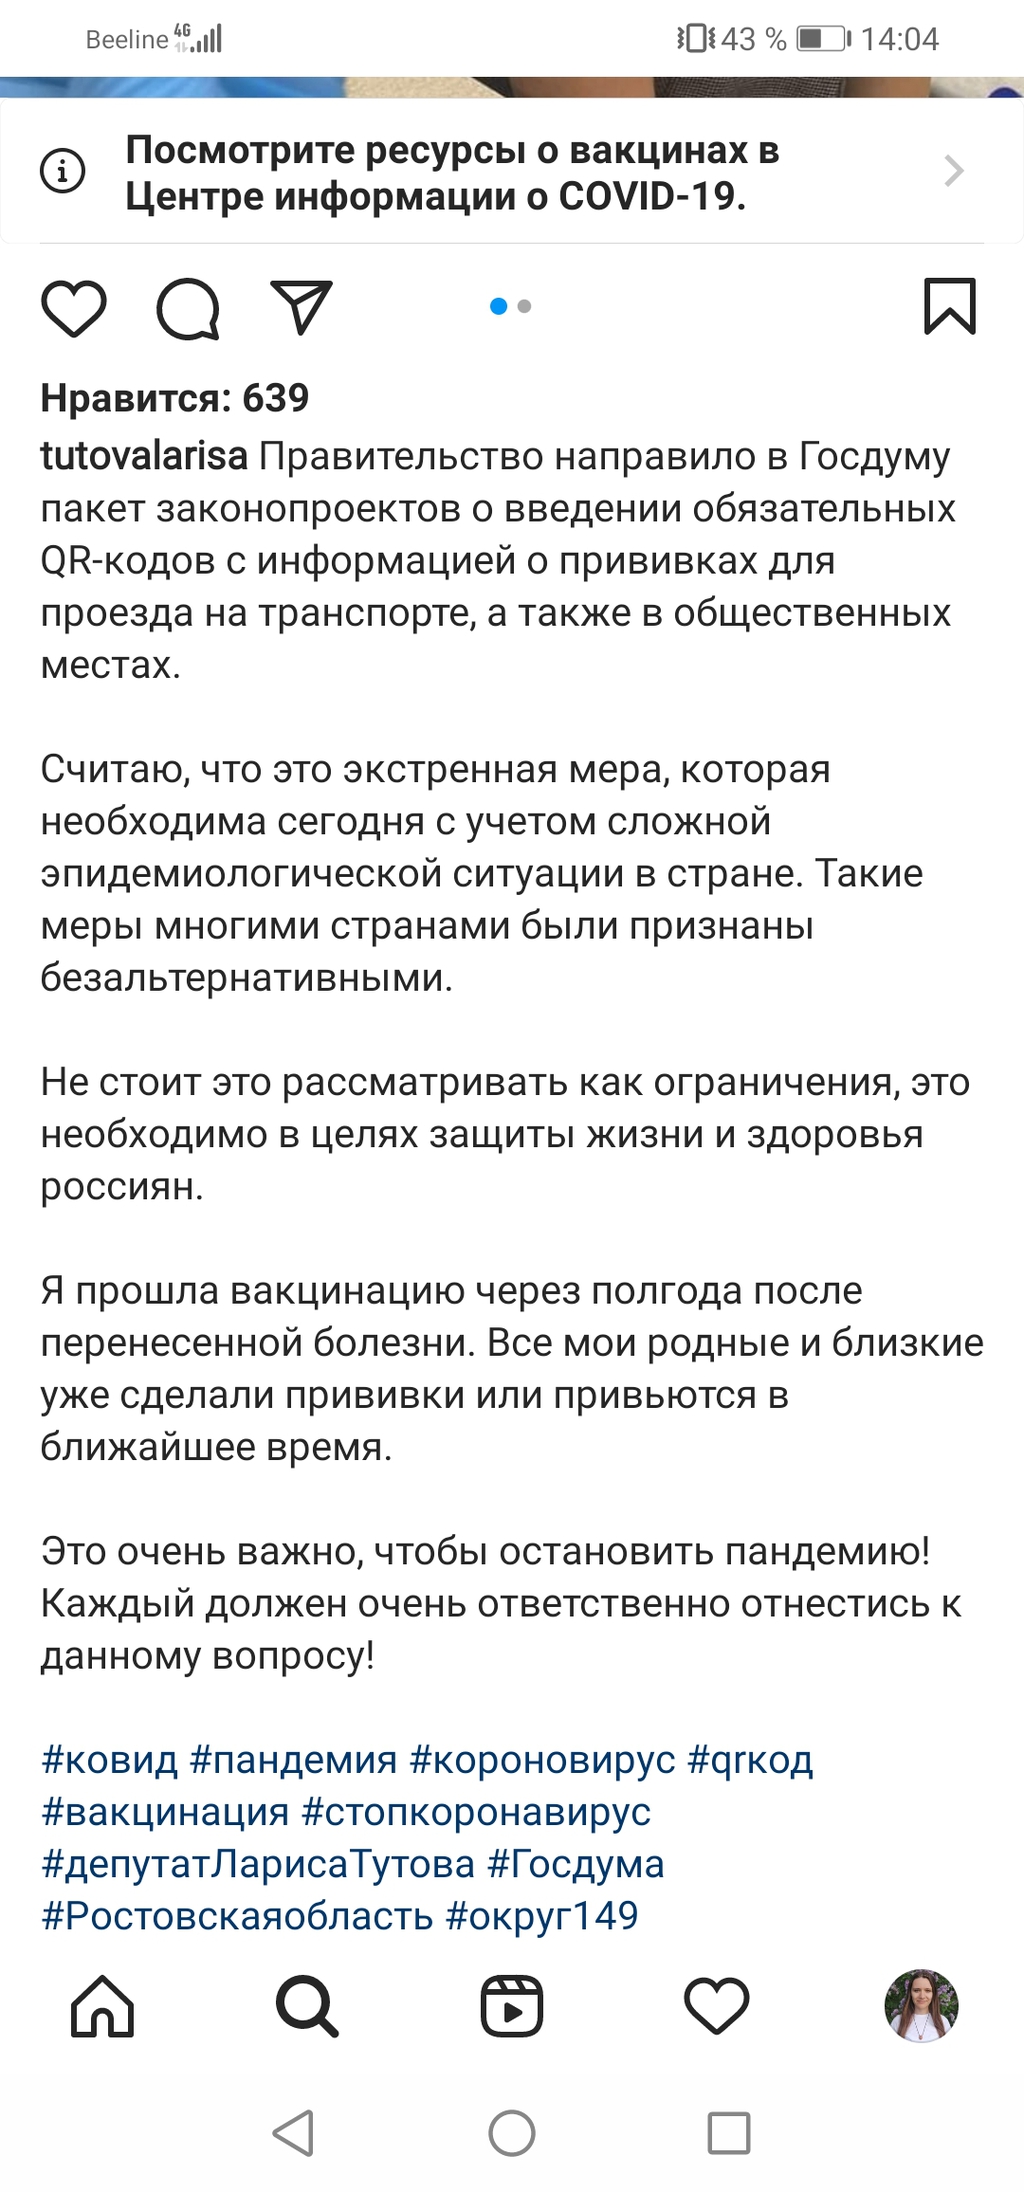 Beeline 4G 43 % 14:04
Посмотрите ресурсы о вакцинах в
Центре информации о COVID-19.
Нравится: 639
tutovalarisa Правительство направило в Госдуму
пакет законопроектов о введении обязательных
QR-кодов с информацией о прививках для
проезда на транспорте, а также в общественных
местах.
Считаю, что это экстренная мера, которая
необходима сегодня с учетом сложной
эпидемиологической ситуации в стране. Такие
меры многими странами были признаны
безальтернативными.
Не стоит это рассматривать как ограничения, это
необходимо в целях защиты жизни и здоровья
россиян.
Я прошла вакцинацию через полгода после
перенесенной болезни. Все мои родные и близкие
уже сделали прививки или привьются в
ближайшее время.
Это очень важно, чтобы остановить пандемию!
Каждый должен очень ответственно отнестись к
данному вопросу!
#ковид #пандемия #короновирус #qrкод
#вакцинация #стопкоронавирус
#депутатЛарисаТутова #Госдума
#Ростовскаяобласть #округ149